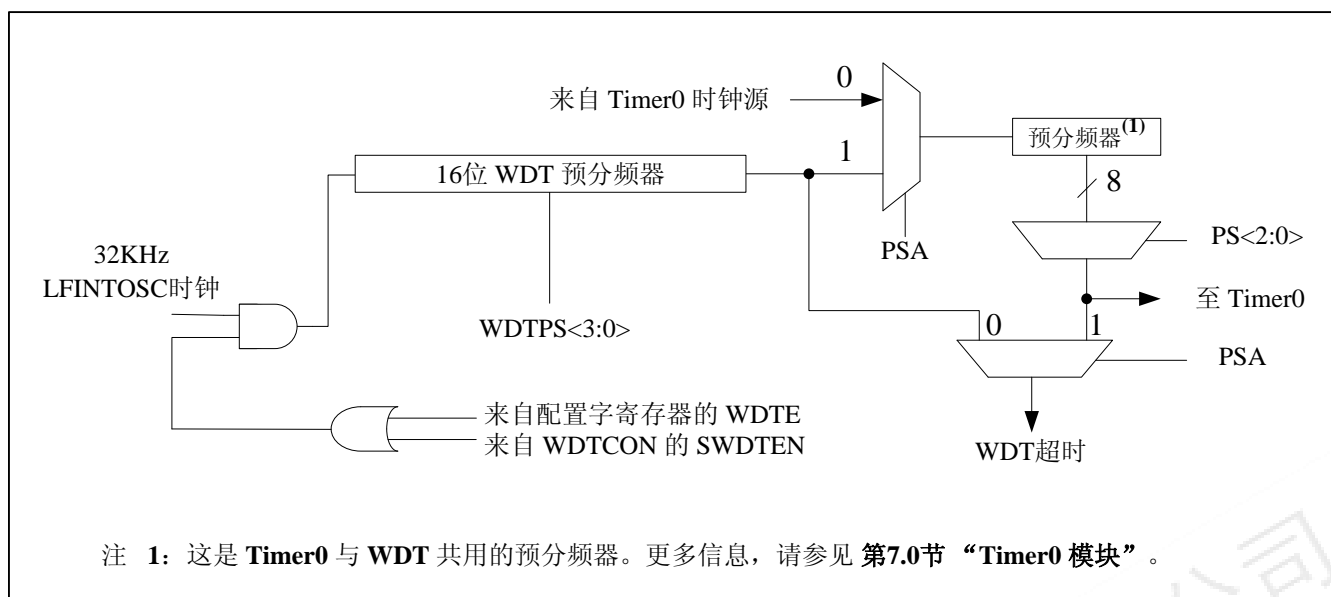 来自 Timer0 时钟源
0
1
预分频器(1)
16位 WDT 预分频器
8
PSA
PS<2:0>
32KHz
LFINTOSC时钟
WDTPS<3:0>
至 Timer0
0
1
PSA
来自配置字寄存器的 WDTE
来自 WDTCON 的 SWDTEN
WDT超时
注 1：这是 Timer0 与 WDT 共用的预分频器。更多信息，请参见 第7.0节 “Timer0 模块”。
公司